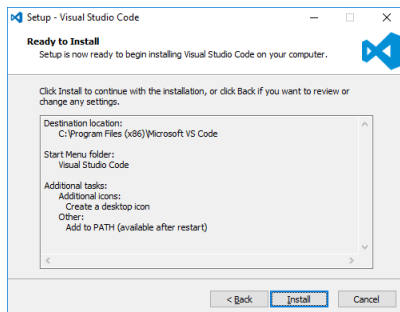 Setup - Visual Studio Code
Ready to Install
Setup is now ready to begin installing Visual Studio Code on your computer.
Click Install to continue with the installation, or click Back if you want to review or
change any settings.
Destination location:
C:\Program Files (x86)\Microsoft VS Code
Start Menu folder:
Visual Studio Code
Additional tasks:
Additional icons:
Create a desktop icon
Other:
Add to PATH (available after restart)
< Back
Install
Cancel